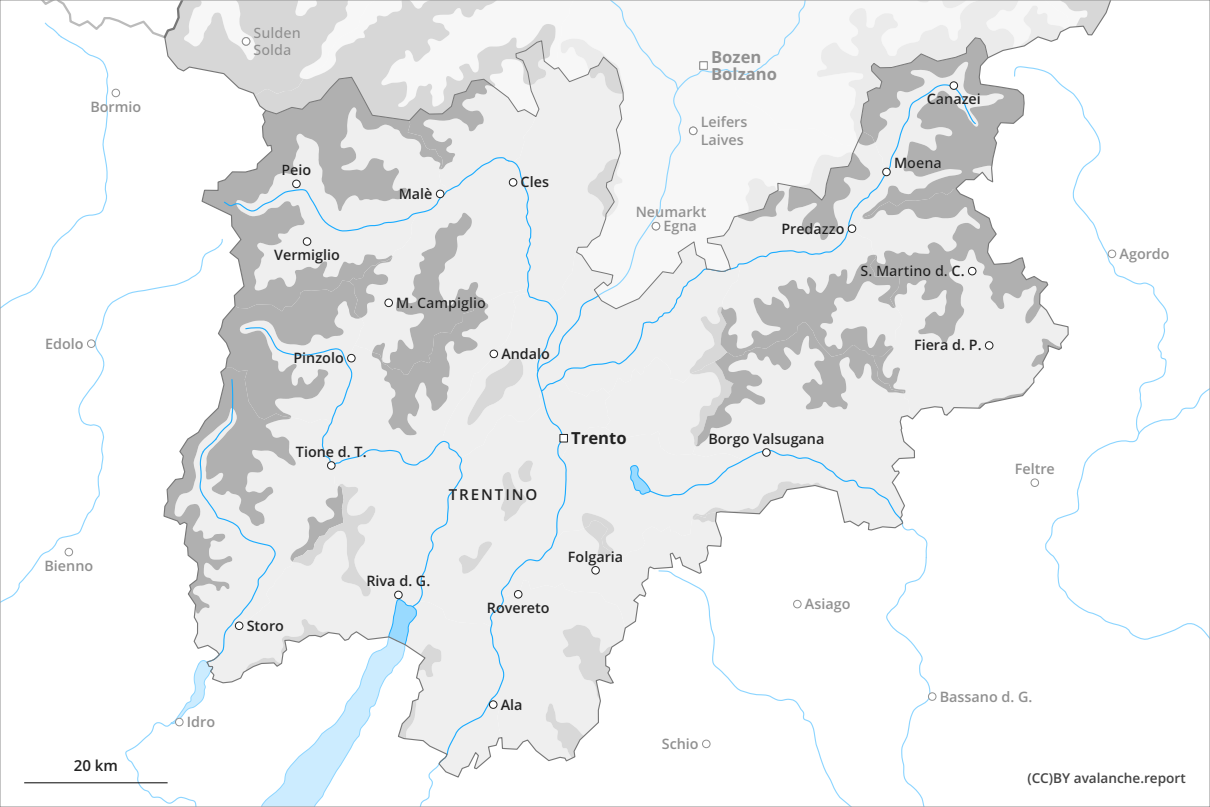 Sulden
Solda
Bozen
Bolzano
Bormio
Canazei
Leifers
Laives
Moena
Peio
Malè
Cles
Neumarkt
Egna
Predazzo
Vermiglio
Agordo
S. Martino d. C.
M. Campiglio
Edolo
Pinzolo
Andalo
Fiera d. P.
Trento
Borgo Valsugana
Tione d. T.
Feltre
TRENTINO
Bienno
Folgaria
Riva d. G.
Rovereto
Asiago
Storo
Bassano d. G.
Ala
Idro
Schio
20 km
(CC)BY avalanche.report